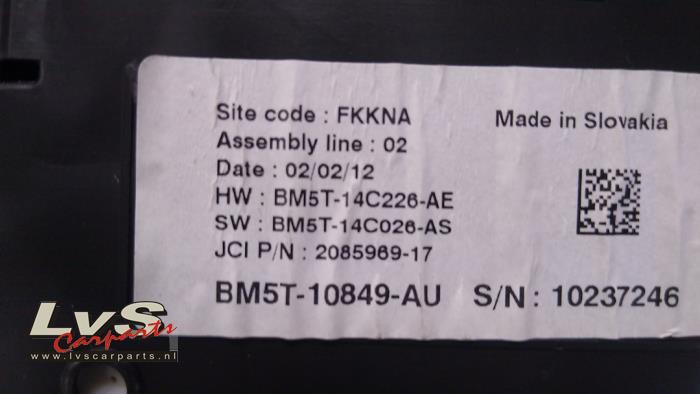 Site code : FKKNA
Made in Slovakia
Assembly line : 02
Date : 02/02/12
HW : BM5T-14C226-AE
SW : BM5T-14C026-AS
JCI P/N : 2085969-17
BM5T-10849-AU S/N : 10237246
LvS
Carparts
www.lvscarparts.nl